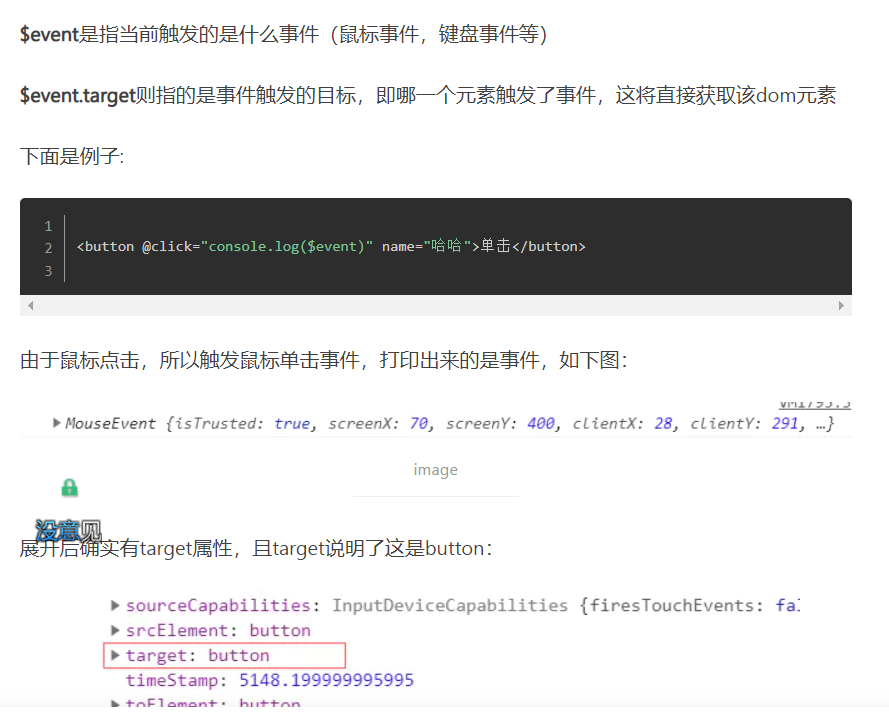 $event是指当前触发的是什么事件（鼠标事件，键盘事件等）
$event.target则指的是事件触发的目标，即哪一个元素触发了事件，这将直接获取该dom元素
下面是例子:
1
2 <button @click="console.log($event)" name="哈哈">单击</button>
3
由于鼠标点击，所以触发鼠标单击事件，打印出来的是事件，如下图：
▶MouseEvent {isTrusted: true, screenX: 70, screenY: 400, clientX: 28, clientY: 291, …}
image
没意见
展开后确实有target属性，且target说明了这是button：
▶ sourceCapabilities: InputDeviceCapabilities {firesTouchEvents: fal
▶ srcElement: button
▶ target: button
timeStamp: 5148.199999995995
▶ toElement: button